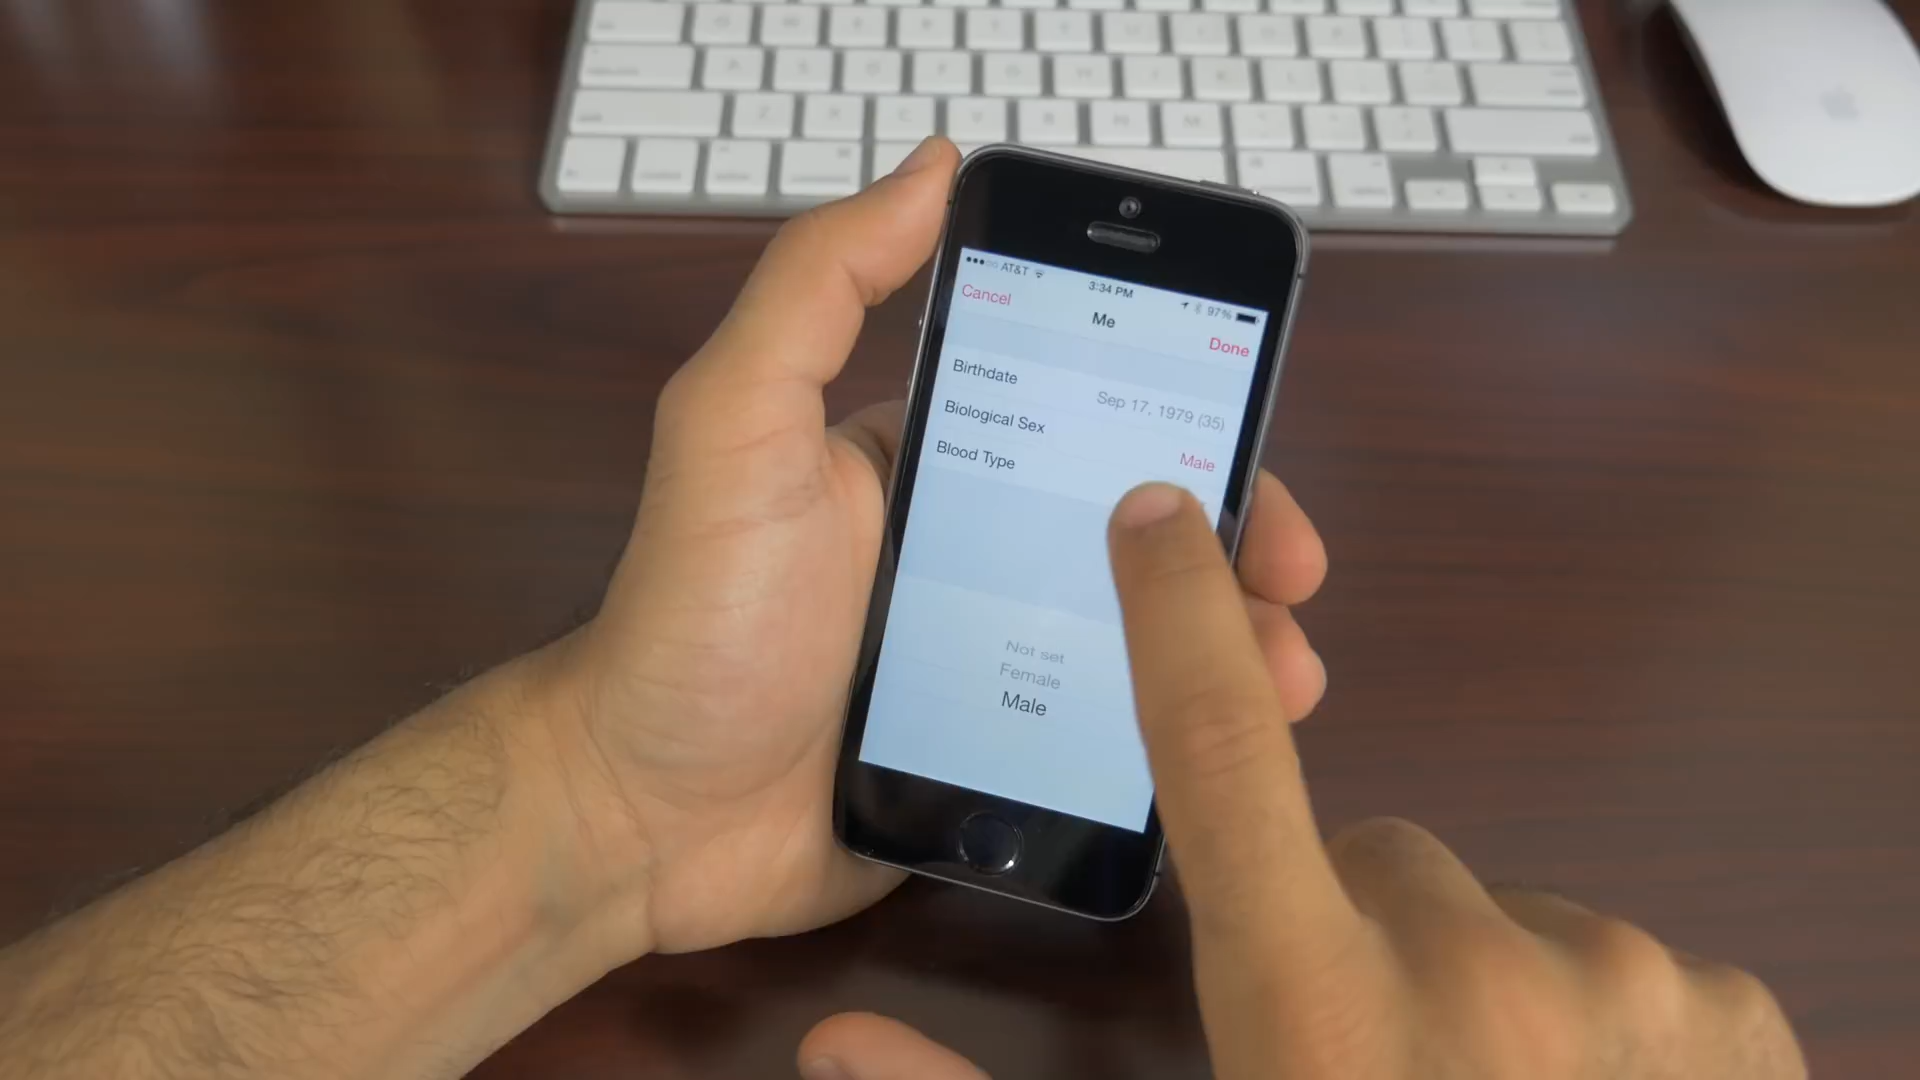 AT&T
3:34 PM
97%
Cancel
Me
Done
Birthdate
Sep 17, 1979 (35)
Biological Sex
Male
Blood Type
Not set
Female
Male